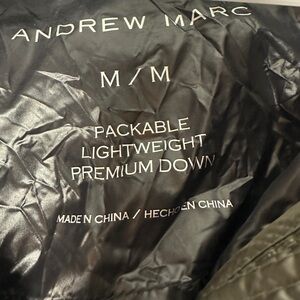 ANDREW MARC
M / M
PACKABLE
LIGHTWEIGHT
PREMIUM DOWN
MADE N CHINA / HECHO EN CHINA